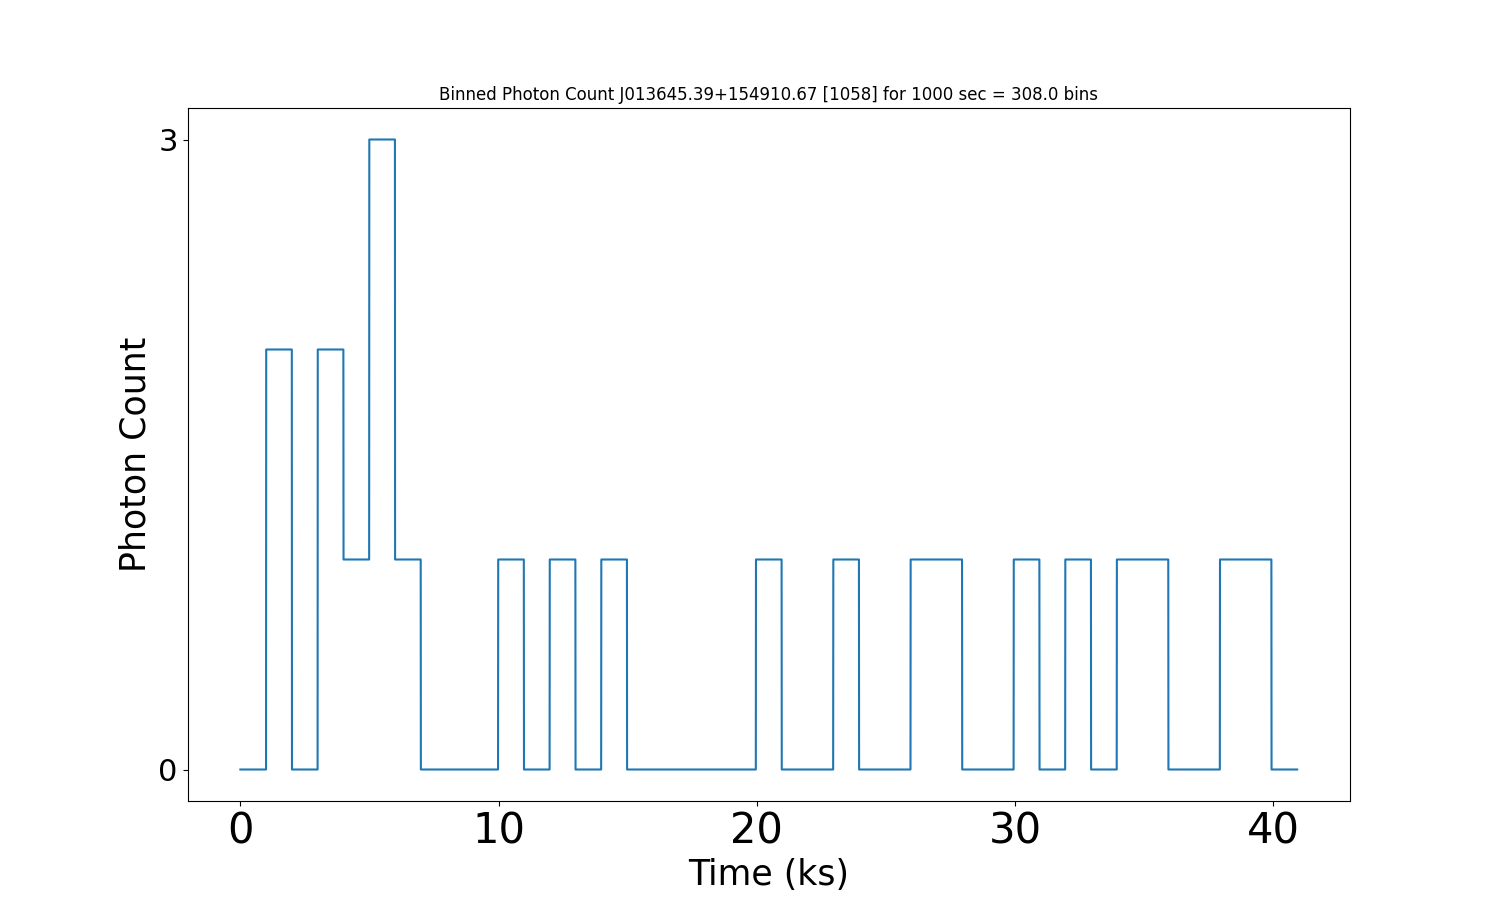 Binned Photon Count J013645.39+154910.67 [1058] for 1000 sec = 308.0 bins
3
Photon Count
0
0 10 20 30 40
Time (ks)